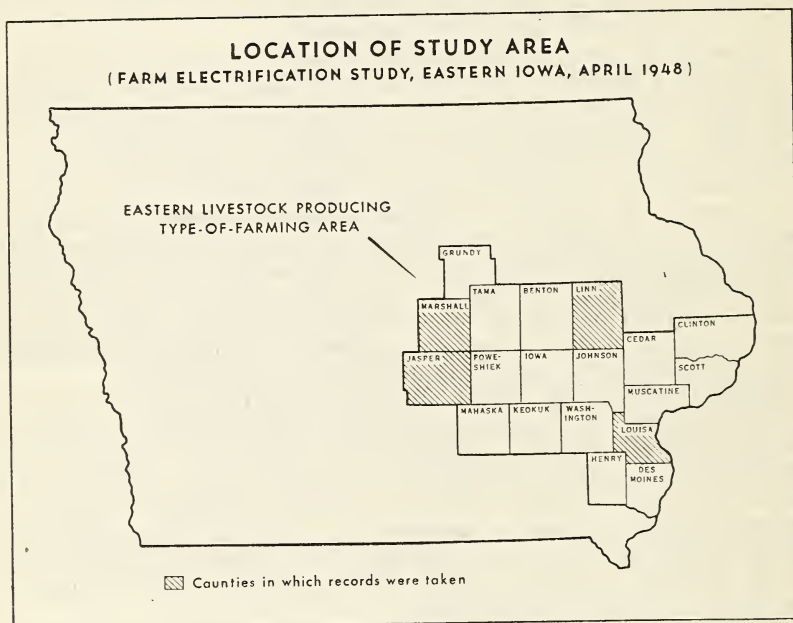 LOCATION OF STUDY AREA
(FARM ELECTRIFICATION STUDY, EASTERN IOWA, APRIL 1948)
EASTERN LIVESTOCK PRODUCING
TYPE-OF-FARMING AREA
GRUNDY
MARSHALL
TAMA
BENTON
LINN
JASPER
POWE-
SHIEK
IOWA
JOHNSON
CEDAR
CLINTON
SCOTT
MUSCATINE
MAHASKA
KEOKUK
WASH-
INGTON
LOUISA
HENRY
DES
MOINES
Counties in which records were taken